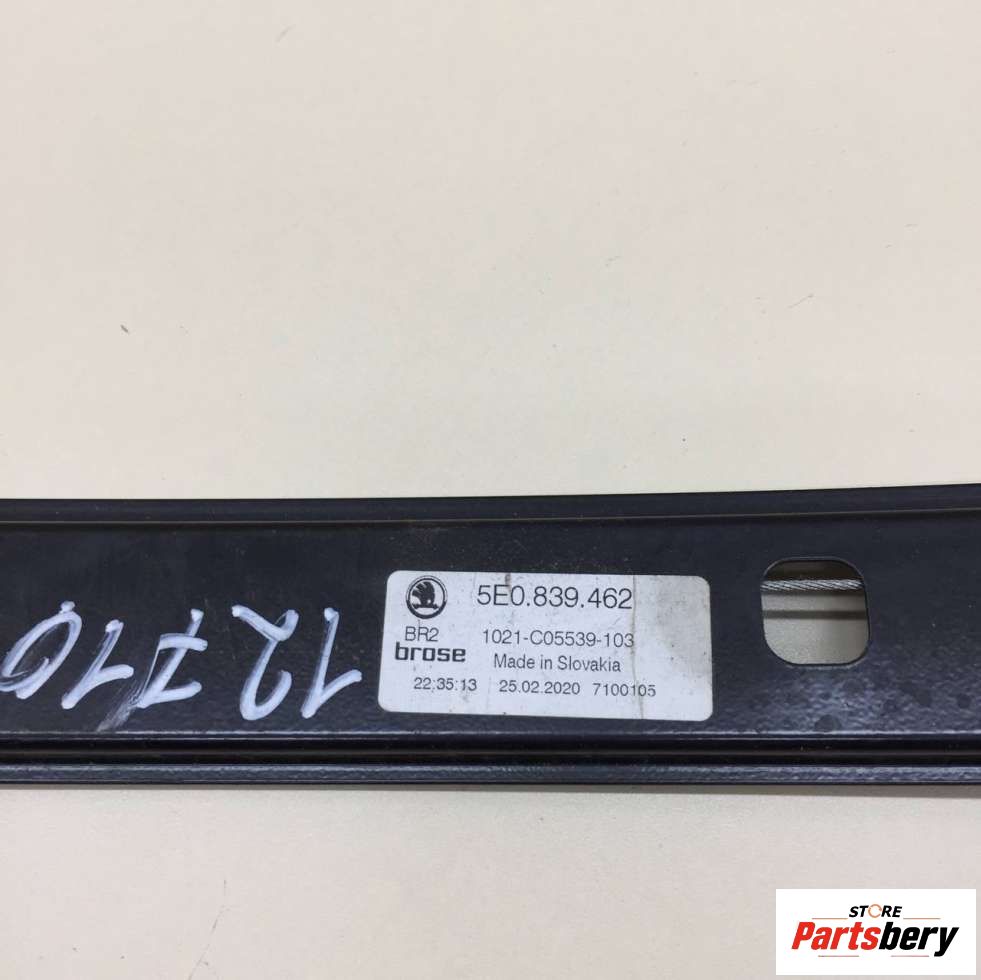 5E0.839.462
BR2 1021-C05539-103
brose Made in Slovakia
22:35:13 25.02.2020 7100105
12710
STORE
Partsbery